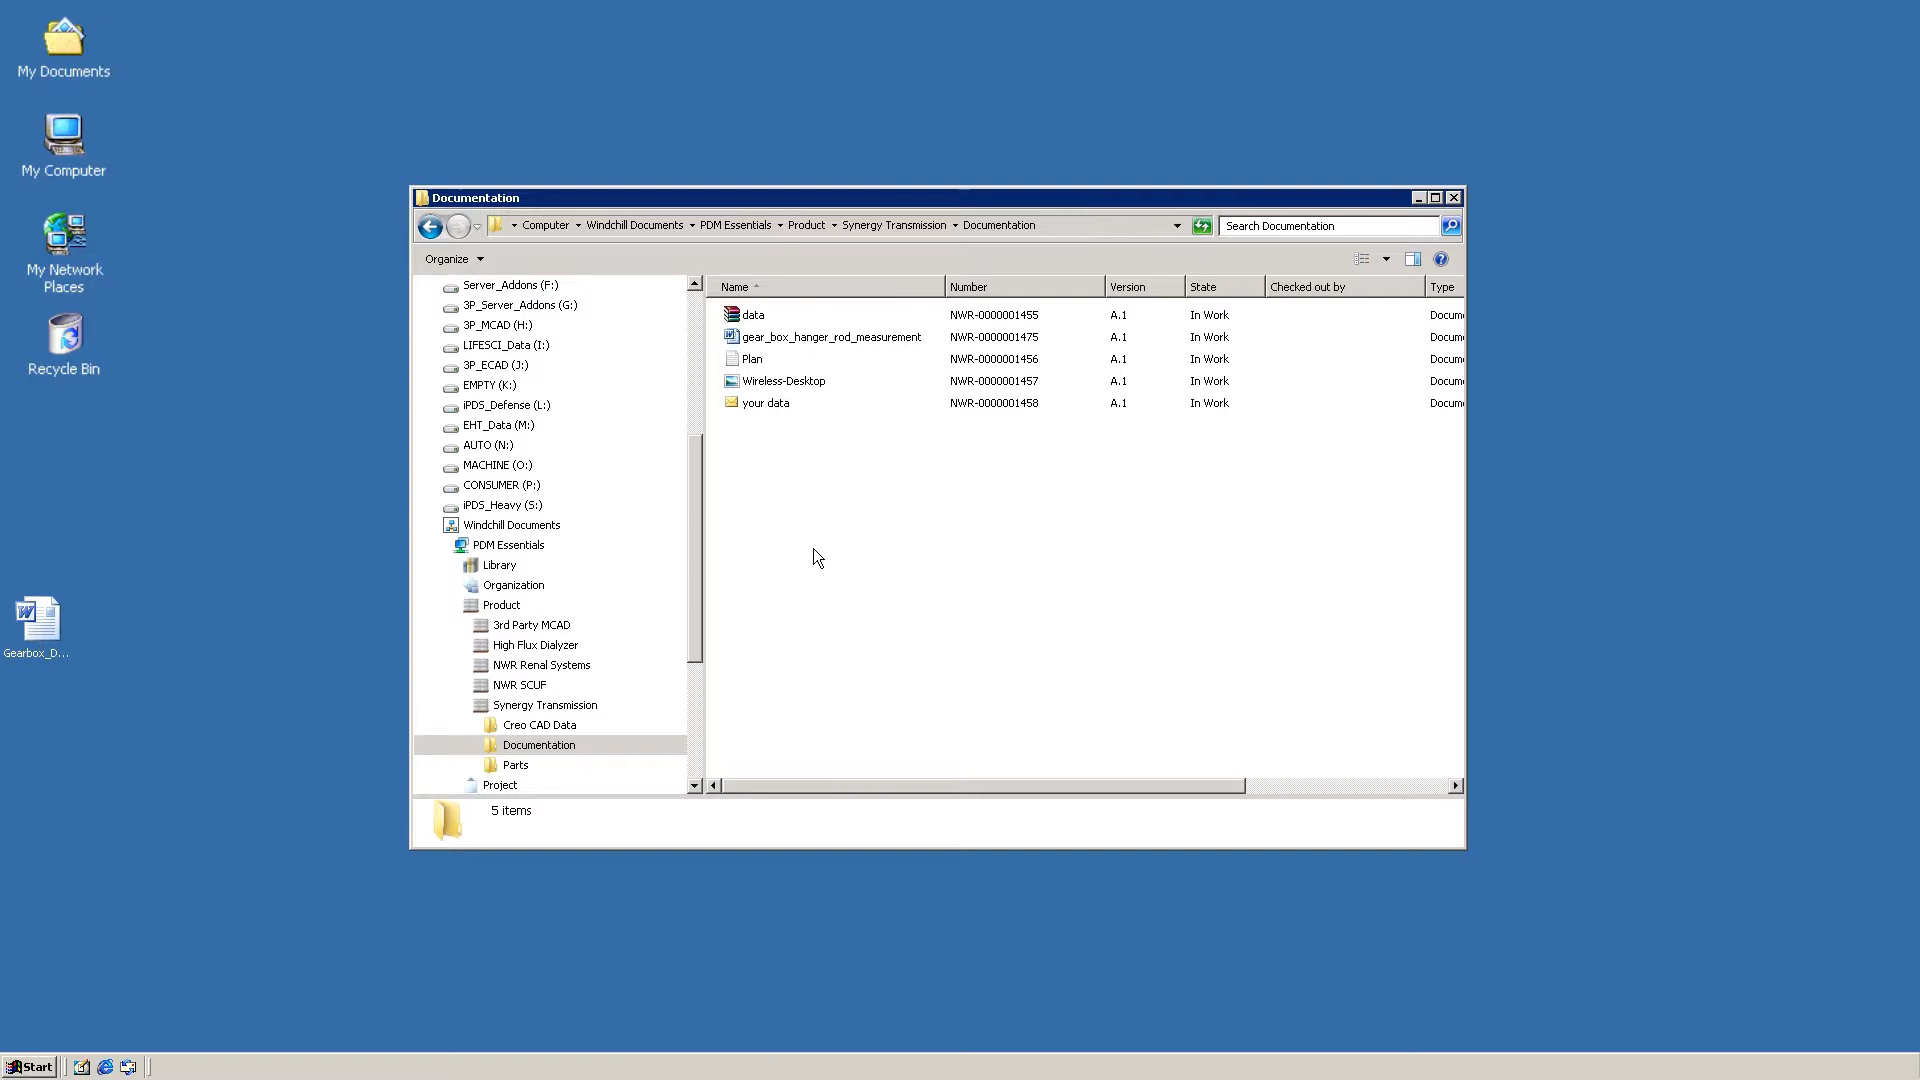 My Documents
My Computer
My Network
Places
Recycle Bin
Gearbox_D...
Documentation
Computer Windchill Documents PDM Essentials Product Synergy Transmission Documentation
Search Documentation
Organize
Server_Addons (F:)
3P_Server_Addons (G:)
3P_MCAD (H:)
LIFESCI_Data (I:)
3P_ECAD (J:)
EMPTY (K:)
iPDS_Defense (L:)
EHT_Data (M:)
AUTO (N:)
MACHINE (O:)
CONSUMER (P:)
iPDS_Heavy (S:)
Windchill Documents
PDM Essentials
Library
Organization
Product
3rd Party MCAD
High Flux Dialyzer
NWR Renal Systems
NWR SCUF
Synergy Transmission
Creo CAD Data
Documentation
Parts
Project
Name Number Version State Checked out by Type
data NWR-0000001455 A.1 In Work Docum
gear_box_hanger_rod_measurement NWR-0000001475 A.1 In Work Docum
Plan NWR-0000001456 A.1 In Work Docum
Wireless-Desktop NWR-0000001457 A.1 In Work Docum
your data NWR-0000001458 A.1 In Work Docum
5 items
Start